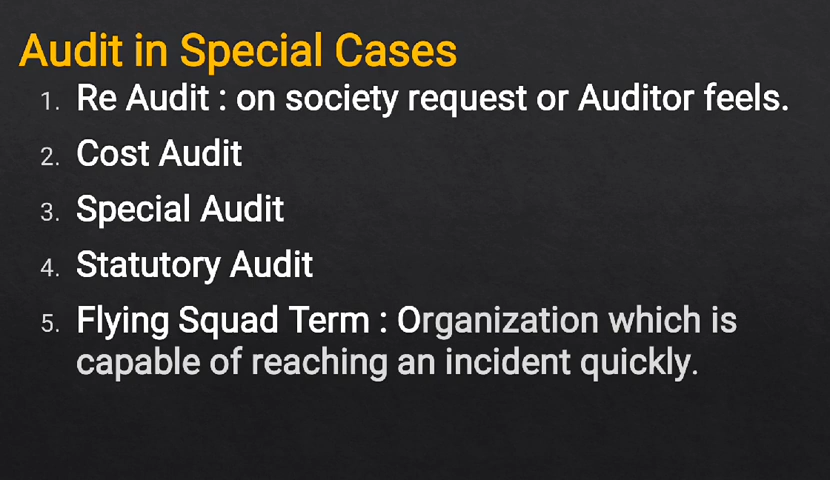 Audit in Special Cases
1. Re Audit : on society request or Auditor feels.
2. Cost Audit
3. Special Audit
4. Statutory Audit
5. Flying Squad Term : Organization which is
capable of reaching an incident quickly.